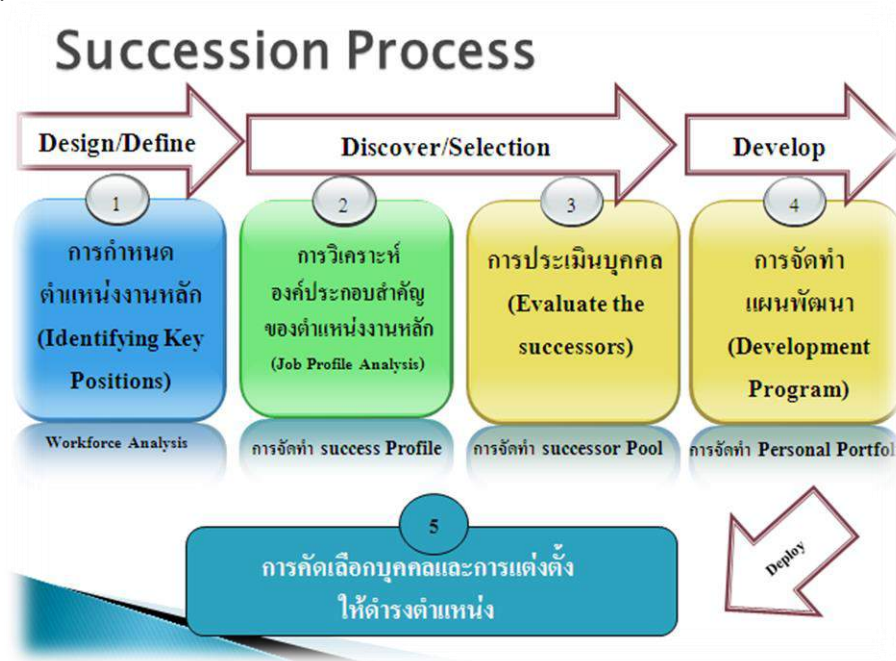 Succession Process
Design/Define
Discover/Selection
Develop
1
การกำหนด
ตำแหน่งงานหลัก
(Identifying Key
Positions)
Workforce Analysis
2
การวิเคราะห์
องค์ประกอบสำคัญ
ของตำแหน่งงานหลัก
(Job Profile Analysis)
การจัดทำ success Profile
3
การประเมินบุคคล
(Evaluate the
successors)
การจัดทำ successor Pool
4
การจัดทำ
แผนพัฒนา
(Development
Program)
การจัดทำ Personal Portfol
Deploy
5
การคัดเลือกบุคคลและการแต่งตั้ง
ให้ดำรงตำแหน่ง